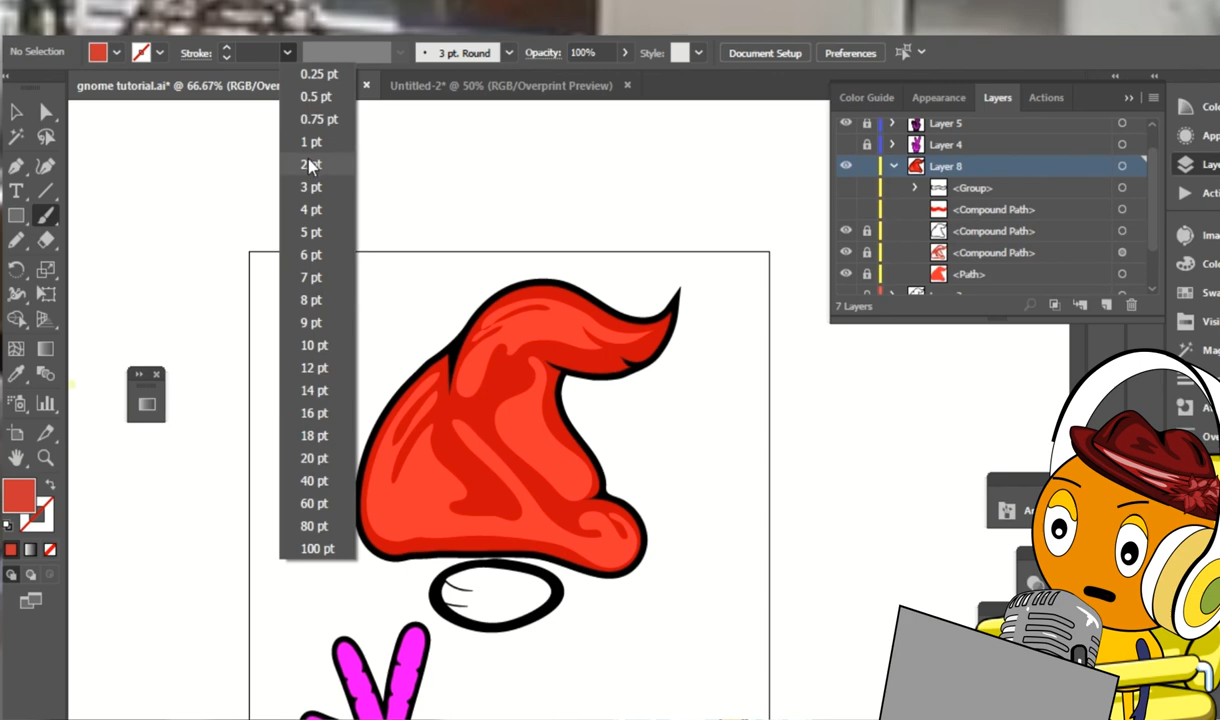 No Selection
Stroke:
3 pt. Round
Opacity:
100%
Style:
Document Setup
Preferences
gnome tutorial.ai* @ 66.67% (RGB/Over
Untitled-2* @ 50% (RGB/Overprint Preview)
0.25 pt
0.5 pt
0.75 pt
1 pt
3 pt
4 pt
5 pt
6 pt
7 pt
8 pt
9 pt
10 pt
12 pt
14 pt
16 pt
18 pt
20 pt
40 pt
60 pt
80 pt
100 pt
Color Guide
Appearance
Layers
Actions
Layer 5
Layer 4
Layer 8
<Group>
<Compound Path>
<Compound Path>
<Compound Path>
<Path>
7 Layers